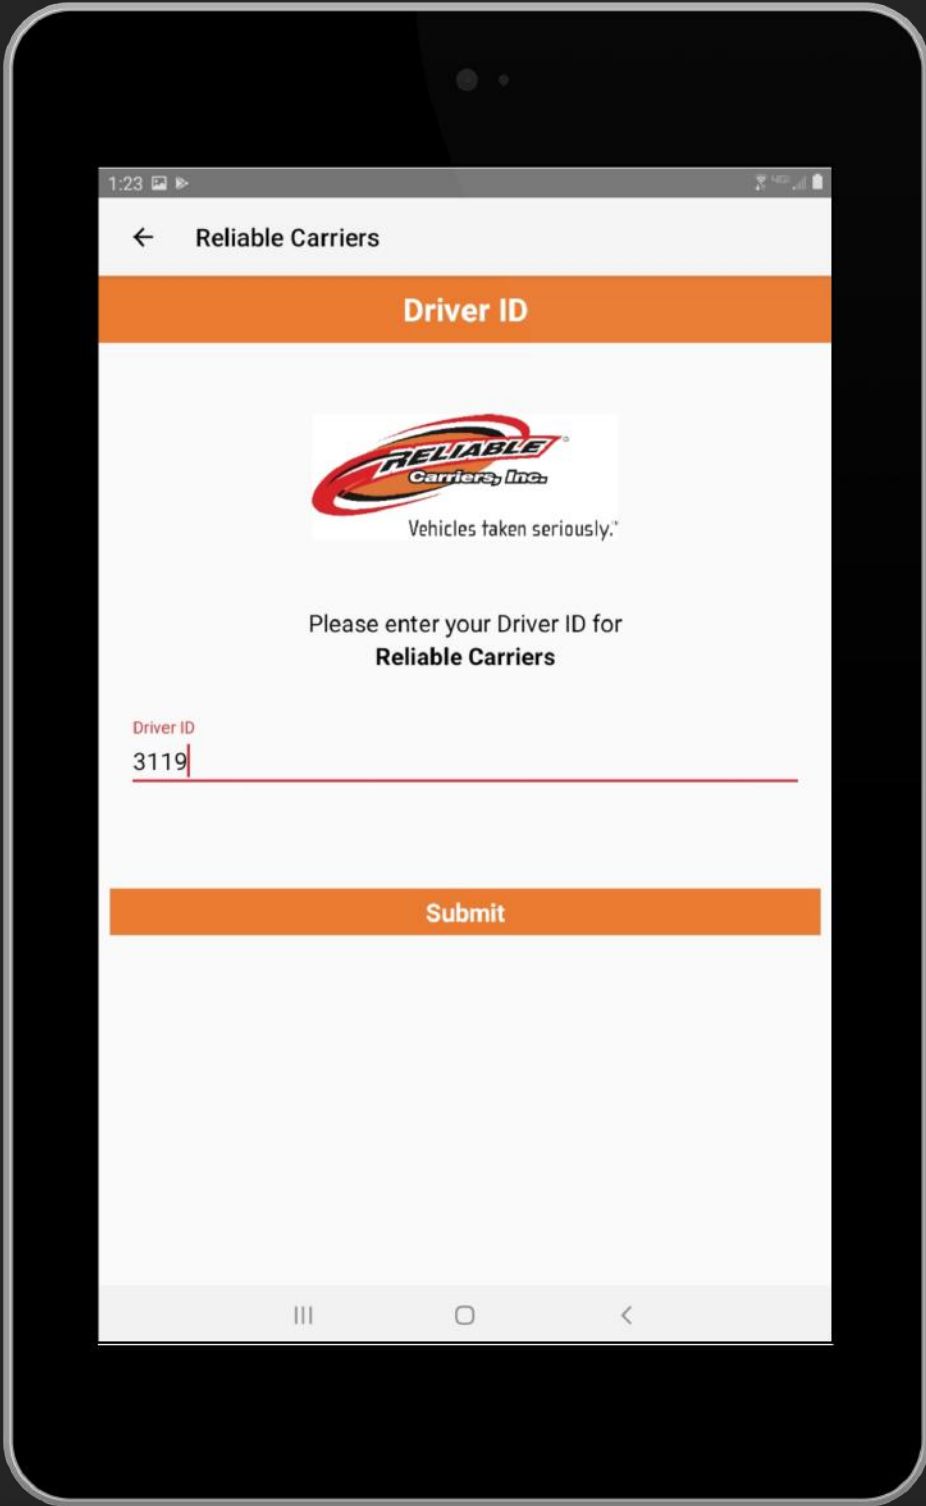 1:23
Reliable Carriers
Driver ID
RELIABLE
Carriers, Inc.
Vehicles taken seriously.
Please enter your Driver ID for
Reliable Carriers
Driver ID
3119
Submit